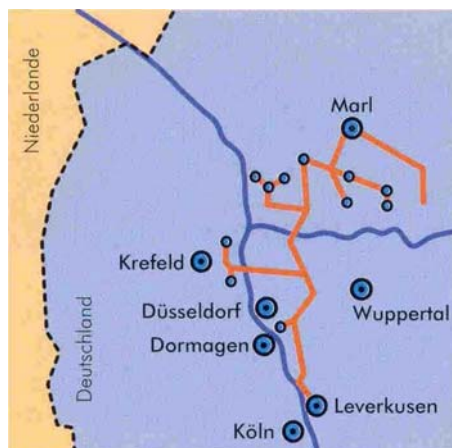 Marl
Niederlande
Krefeld
Deutschland
Düsseldorf
Wuppertal
Dormagen
Leverkusen
Köln